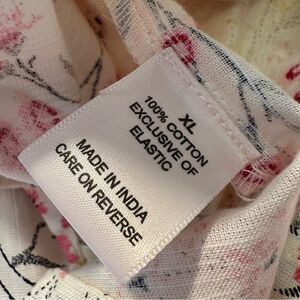 XL
100% COTTON
EXCLUSIVE OF
ELASTIC
MADE IN INDIA
CARE ON REVERSE